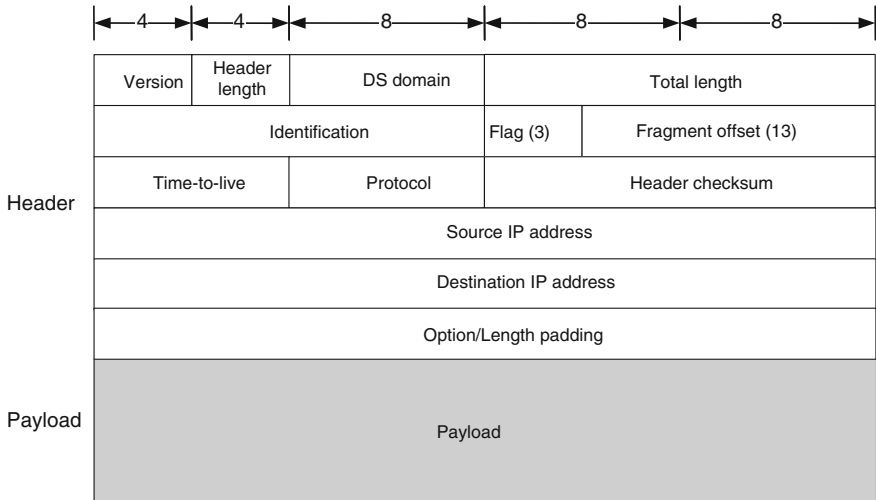 4 4 8 8 8
Version Header length DS domain Total length
Identification Flag (3) Fragment offset (13)
Time-to-live Protocol Header checksum
Header
Source IP address
Destination IP address
Option/Length padding
Payload
Payload